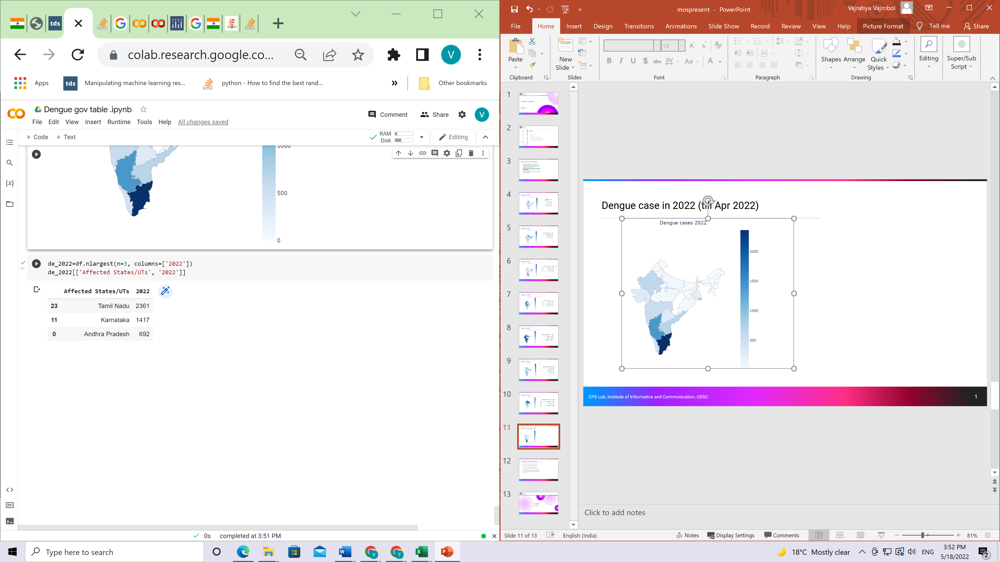 tds
colab.research.google.co...
V
Apps
tds
Manipulating machine learning res...
python - How to find the best rand...
Other bookmarks
Dengue gov table .ipynb
File Edit View Insert Runtime Tools Help All changes saved
Comment
Share
V
+ Code + Text
RAM
Disk
Editing
1000
500
0
{x}
0s
de_2022=df.nlargest(n=3, columns=['2022'])
de_2022[['Affected States/UTs', '2022']]
Affected States/UTs 2022
23 Tamil Nadu 2361
11 Karnataka 1417
0 Andhra Pradesh 692
0s completed at 3:51 PM
mospresent - PowerPoint
Vajratiya Vajrobol
File Home Insert Design Transitions Animations Slide Show Record Review View Help Picture Format Tell me Share
Paste
Clipboard
New
Slide
Slides
18
B I U S abc AV Aa A
Font
Paragraph
Shapes Arrange Quick
Styles
Drawing
Editing
Super/Sub
Script
1
2
3
4
5
6
7
8
9
10
11
12
13
Dengue case in 2022 (till Apr 2022)
Dengue cases 2022
2000
1500
1000
500
CPS Lab, Institute of Informatics and Communication, UDSC
1
Click to add notes
Slide 11 of 13
English (India)
Notes
Display Settings
Comments
81%
Type here to search
18°C Mostly clear
ENG
3:52 PM
5/18/2022
2